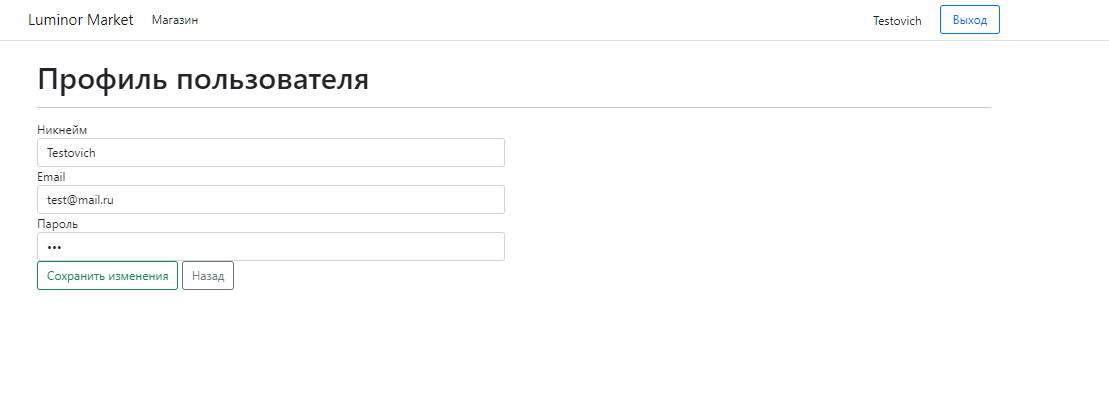 Luminor Market Магазин Testovich Выход
Профиль пользователя
Никнейм
Testovich
Email
test@mail.ru
Пароль
•••
Сохранить изменения Назад